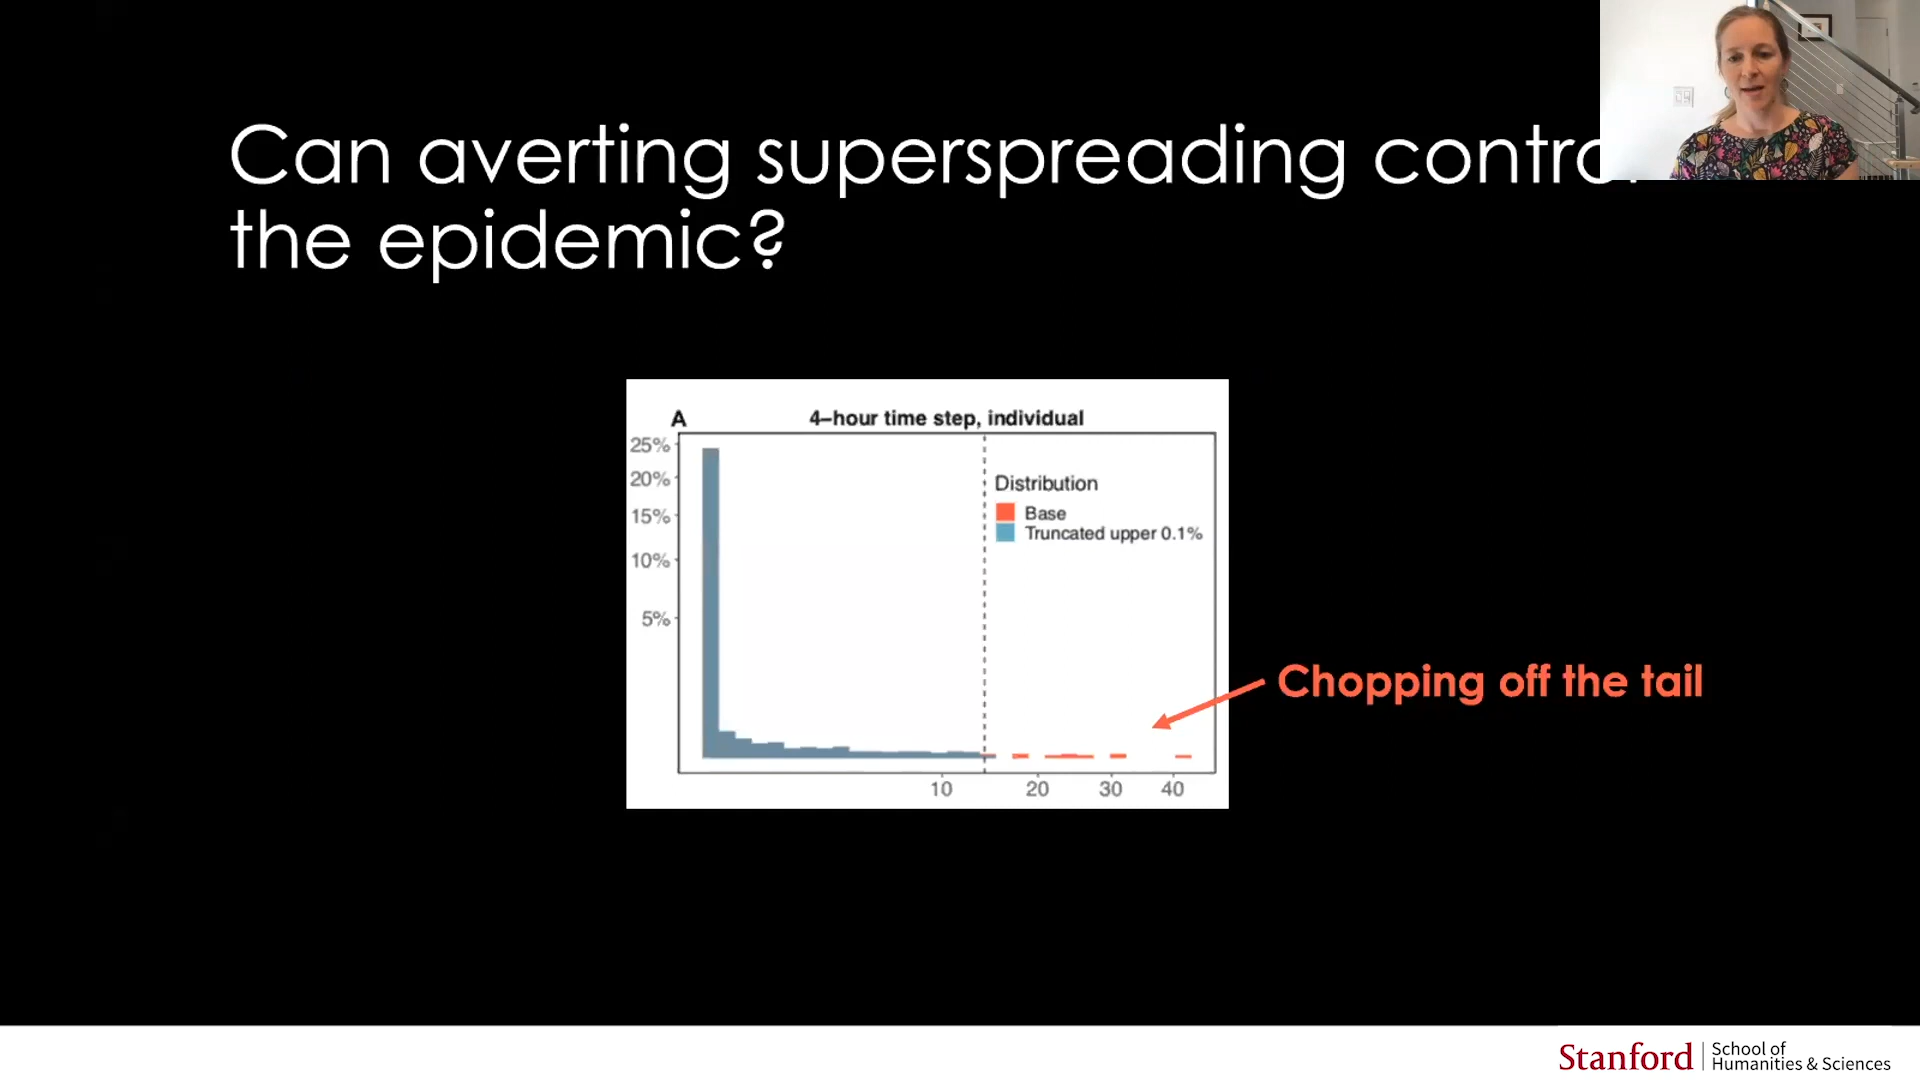 Can averting superspreading contro
the epidemic?
A
4–hour time step, individual
25%
20%
15%
10%
5%
Distribution
Base
Truncated upper 0.1%
10
20
30
40
Chopping off the tail
Stanford
School of
Humanities & Sciences